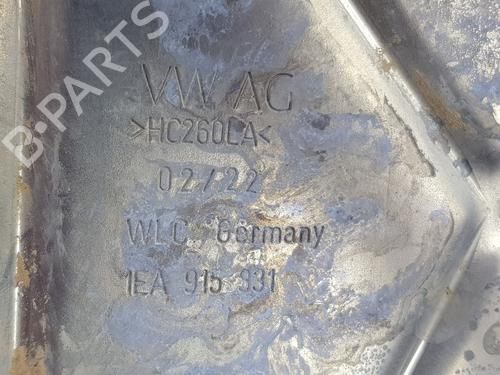 B-PARTS
VW AG
>HC260LA<
02/22
WLC Germany
1EA 915 331